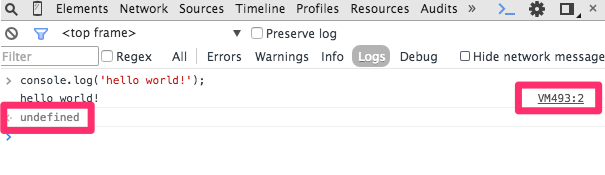 Elements Network Sources Timeline Profiles Resources Audits »
<top frame> Preserve log
Filter Regex All Errors Warnings Info Logs Debug Hide network message
> console.log('hello world!');
hello world! VM493:2
undefined
>